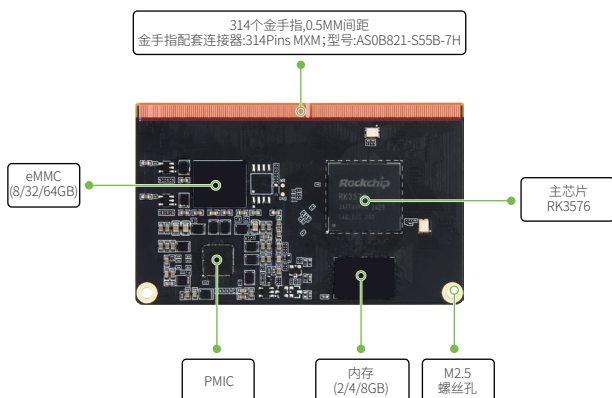 314个金手指,0.5MM间距
金手指配套连接器:314Pins MXM;型号:AS0B821-S55B-7H
eMMC
(8/32/64GB)
Rockchip
主芯片
RK3576
PMIC
内存
(2/4/8GB)
M2.5
螺丝孔